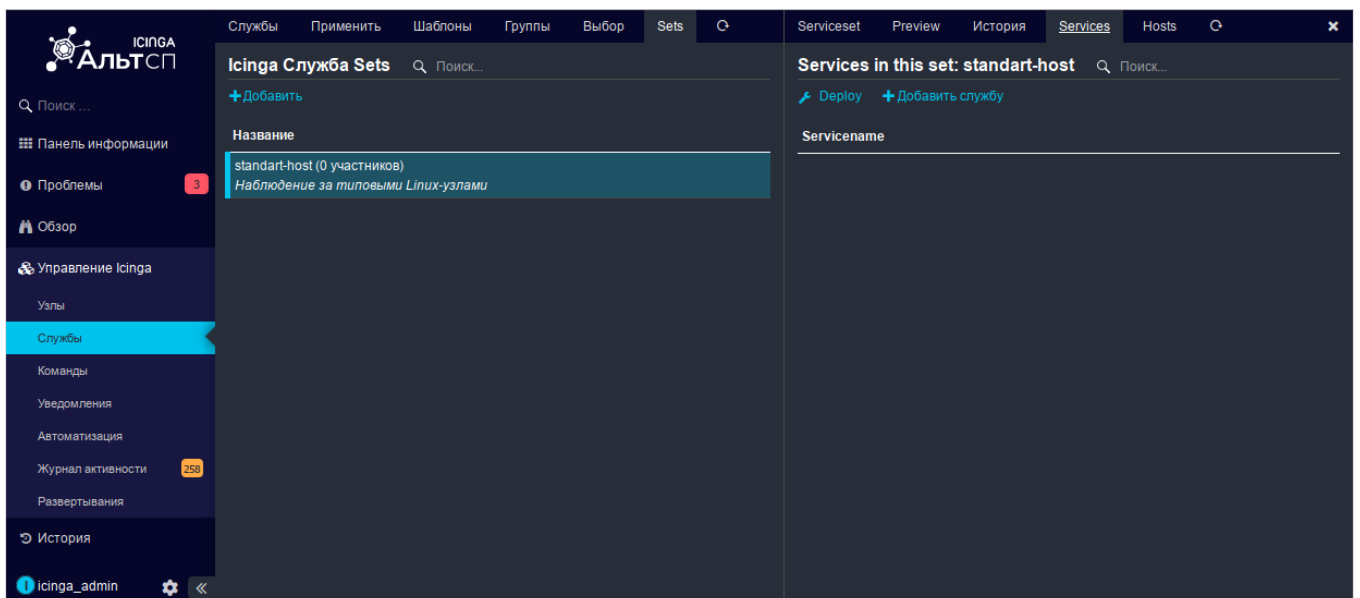 ICINGA
АльтСП
Поиск ...
Панель информации
Проблемы 3
Обзор
Управление Icinga
Узлы
Службы
Команды
Уведомления
Автоматизация
Журнал активности 258
Развертывания
История
icinga_admin
Службы Применить Шаблоны Группы Выбор Sets
Icinga Служба Sets Поиск...
Добавить
Название
standart-host (0 участников)
Наблюдение за типовыми Linux-узлами
Serviceset Preview История Services Hosts
Services in this set: standart-host Поиск...
Deploy Добавить службу
Servicename